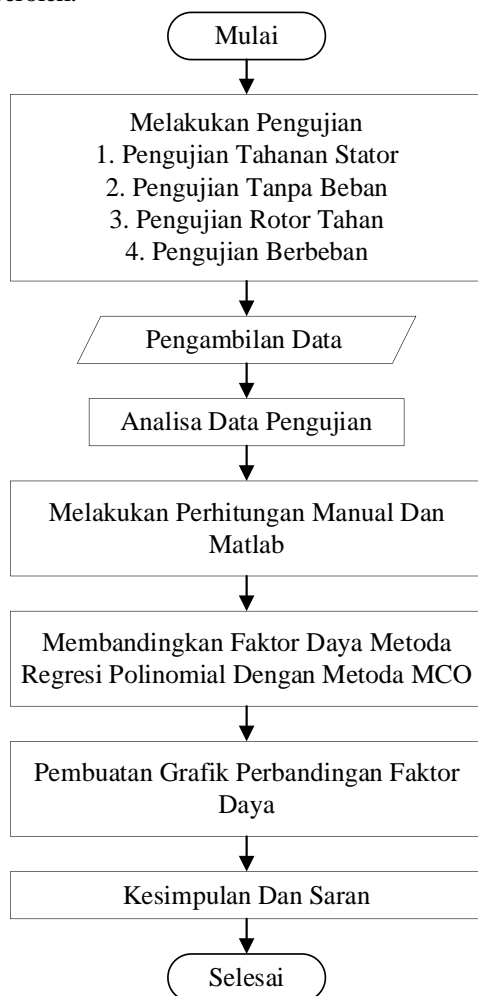 Mulai
Melakukan Pengujian
1. Pengujian Tahanan Stator
2. Pengujian Tanpa Beban
3. Pengujian Rotor Tahan
4. Pengujian Berbeban
Pengambilan Data
Analisa Data Pengujian
Melakukan Perhitungan Manual Dan
Matlab
Membandingkan Faktor Daya Metoda
Regresi Polinomial Dengan Metoda MCO
Pembuatan Grafik Perbandingan Faktor
Daya
Kesimpulan Dan Saran
Selesai